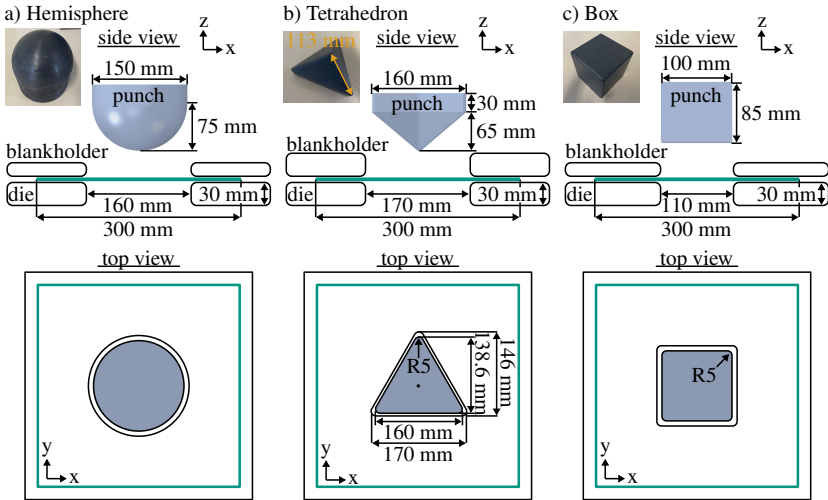 a) Hemisphere
side view
z
x
150 mm
punch
75 mm
blankholder
die
30 mm
160 mm
300 mm
top view
y
x
b) Tetrahedron
113 mm
side view
z
x
160 mm
punch
30 mm
65 mm
blankholder
die
30 mm
170 mm
300 mm
top view
R5
138.6 mm
146 mm
160 mm
170 mm
y
x
c) Box
side view
z
x
100 mm
punch
85 mm
blankholder
die
30 mm
110 mm
300 mm
top view
R5
y
x